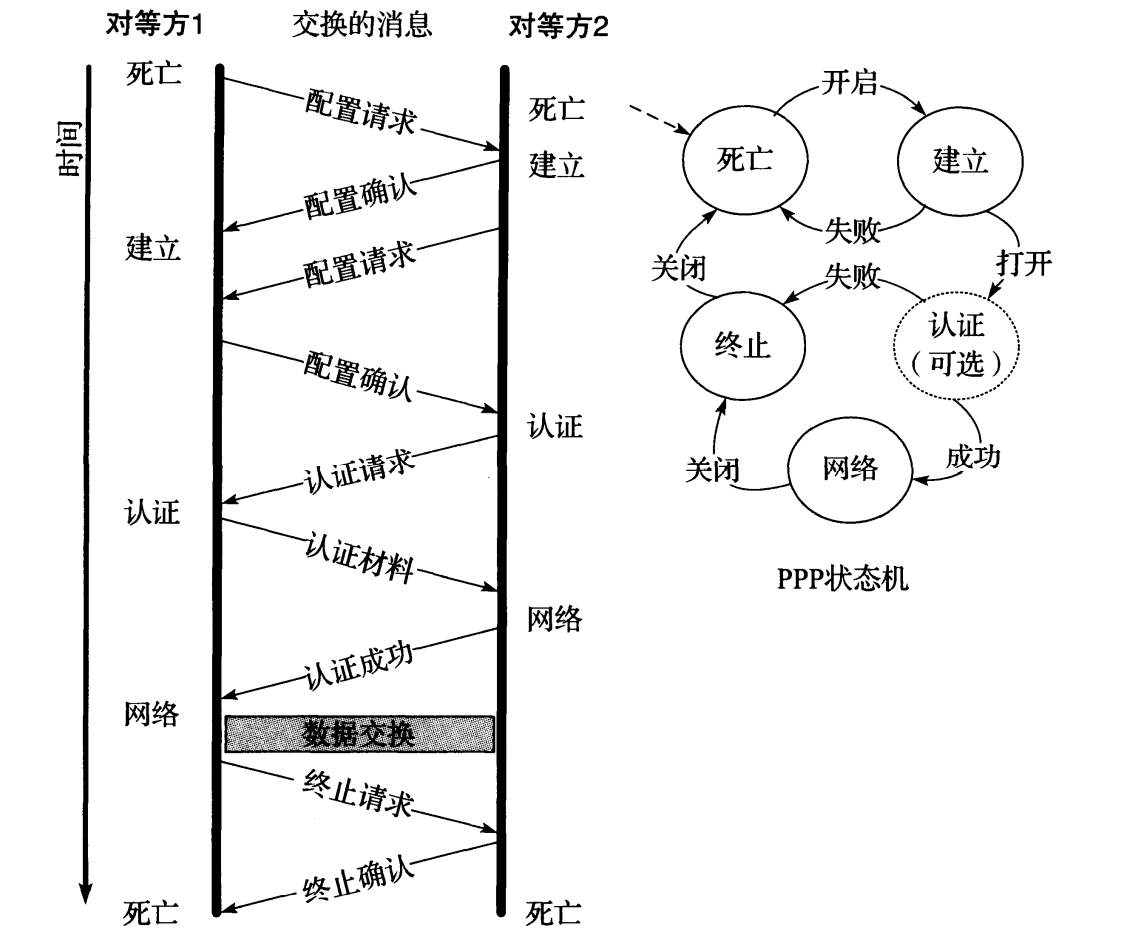 对等方1
交换的消息
对等方2
时间
死亡
配置请求
死亡
建立
配置确认
建立
配置请求
配置确认
认证
认证请求
认证
认证材料
网络
认证成功
网络
数据交换
终止请求
终止确认
死亡
死亡
开启
死亡
建立
失败
关闭
失败
打开
终止
认证
（可选）
关闭
网络
成功
PPP状态机